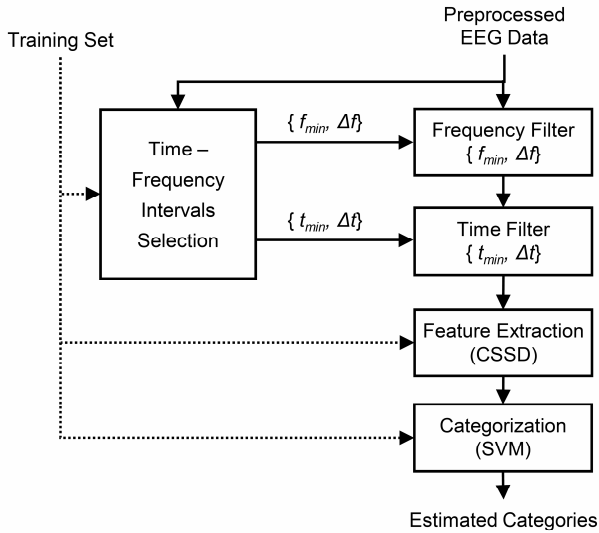 Preprocessed
EEG Data
Training Set
Time –
Frequency
Intervals
Selection
{ fmin, Δf}
{ tmin, Δt}
Frequency Filter
{ fmin, Δf}
Time Filter
{ tmin, Δt}
Feature Extraction
(CSSD)
Categorization
(SVM)
Estimated Categories